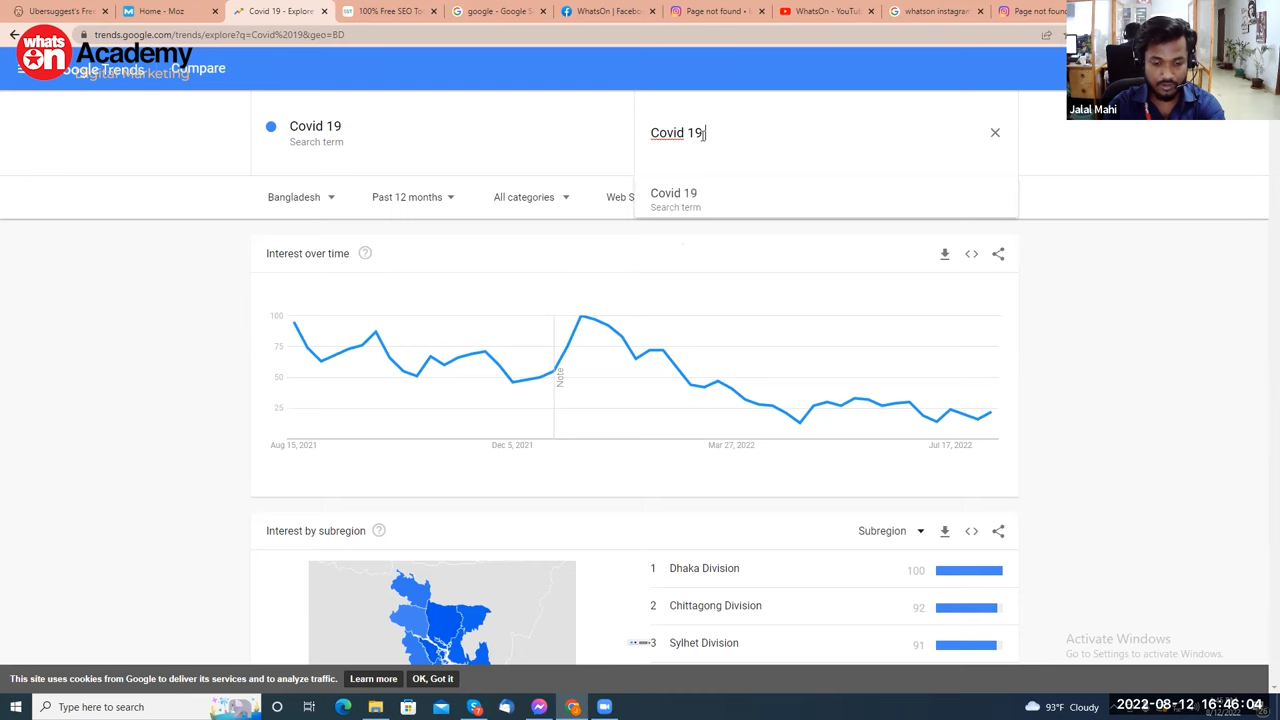 Ubersuggest's Free
Home - Moz
Covid 19 - Explore
100% Free SEO To
google - Google S
WhatsOn | Facebo
Page not found •
WhatsOn - YouTub
whatson instagram
Page not foun
trends.google.com/trends/explore?q=Covid%2019&geo=BD
whats on
Academy
Digital Marketing
Google Trends
Compare
Jalal Mahi
Covid 19
Search term
Covid 19
Covid 19
Search term
Bangladesh
Past 12 months
All categories
Web S
Interest over time
100
75
50
25
Note
Aug 15, 2021
Dec 5, 2021
Mar 27, 2022
Jul 17, 2022
Interest by subregion
Subregion
1 Dhaka Division 100
2 Chittagong Division 92
3 Sylhet Division 91
Activate Windows
Go to Settings to activate Windows.
This site uses cookies from Google to deliver its services and to analyze traffic.
Learn more
OK, Got it
Type here to search
93°F Cloudy
2022-08-12 16:46:04